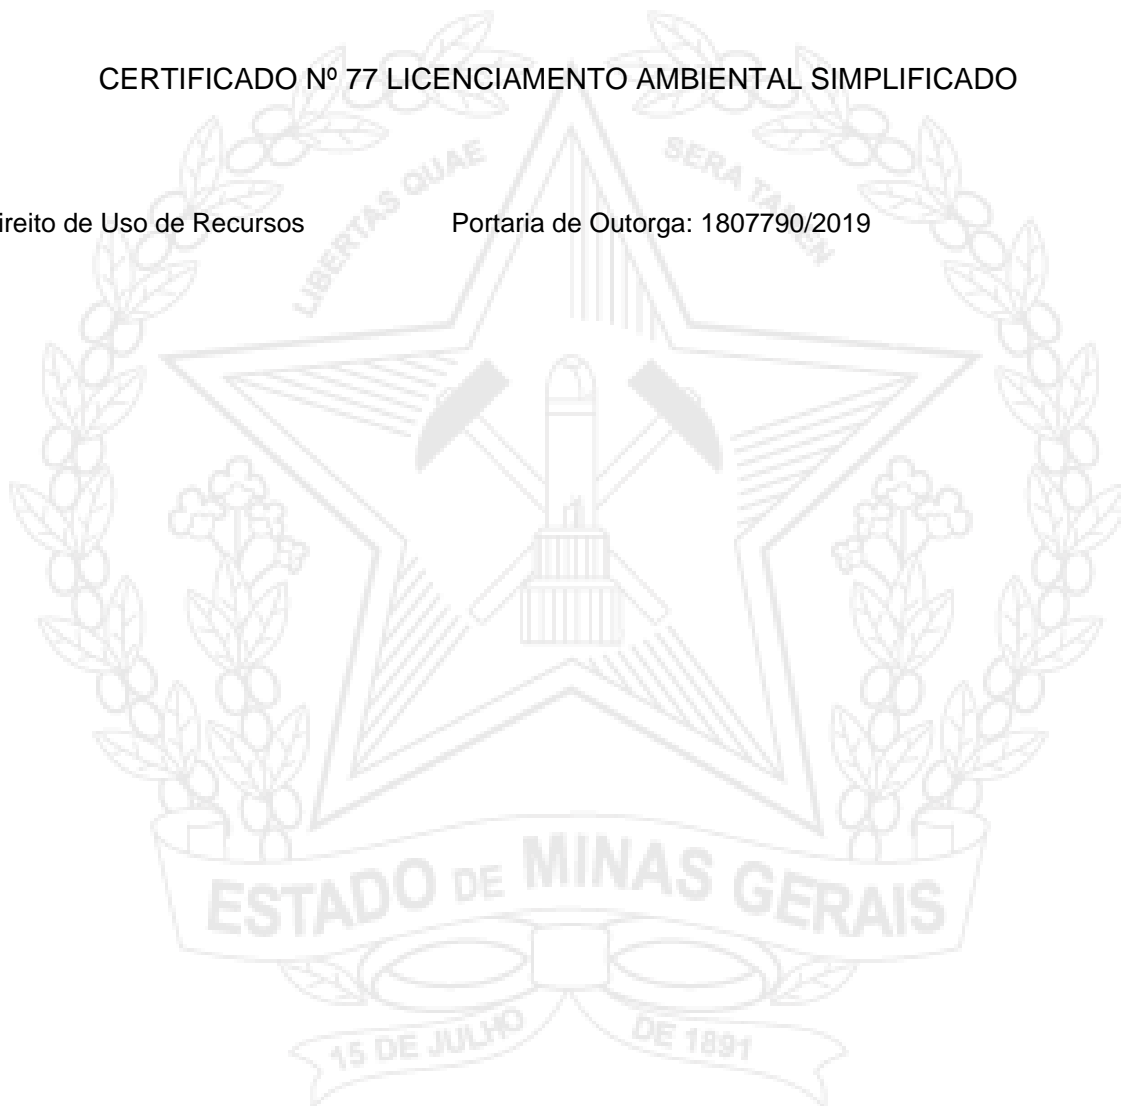 CERTIFICADO Nº 77 LICENCIAMENTO AMBIENTAL SIMPLIFICADO
LIBERTAS QUAE SERA TAMEN
ireito de Uso de Recursos Portaria de Outorga: 1807790/2019
ESTADO DE MINAS GERAIS
15 DE JULHO DE 1891